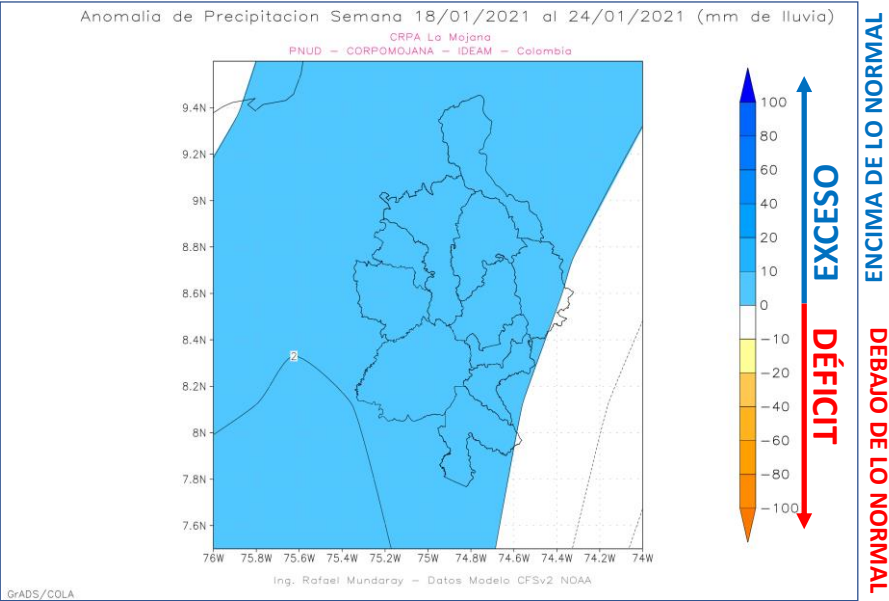 Anomalia de Precipitacion Semana 18/01/2021 al 24/01/2021 (mm de lluvia)
CRPA La Mojana
PNUD – CORPOMOJANA – IDEAM – Colombia
9.4N
9.2N
9N
8.8N
8.6N
8.4N
8.2N
8N
7.8N
7.6N
2
76W 75.8W 75.6W 75.4W 75.2W 75W 74.8W 74.6W 74.4W 74.2W 74W
100
80
60
40
20
10
0
−10
−20
−40
−60
−80
−100
EXCESO
DÉFICIT
ENCIMA DE LO NORMAL
DEBAJO DE LO NORMAL
Ing. Rafael Mundaray – Datos Modelo CFSv2 NOAA
GrADS/COLA